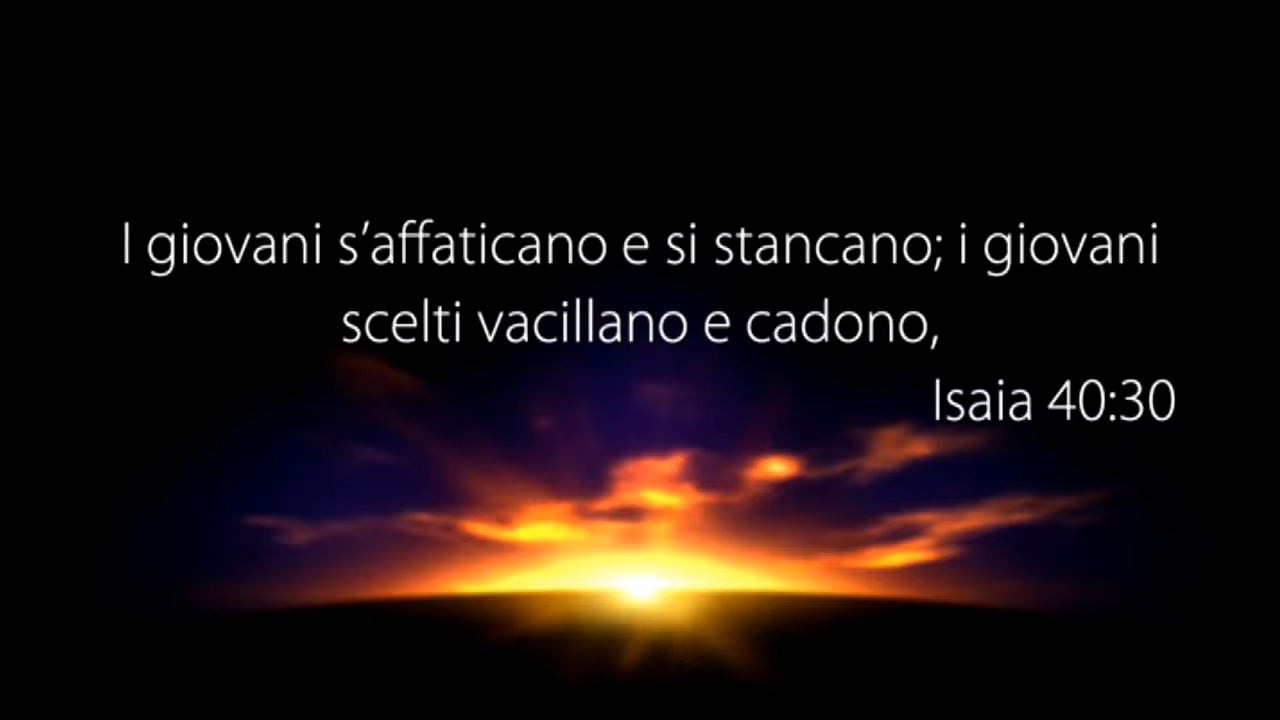 I giovani s’affaticano e si stancano; i giovani
scelti vacillano e cadono,
Isaia 40:30